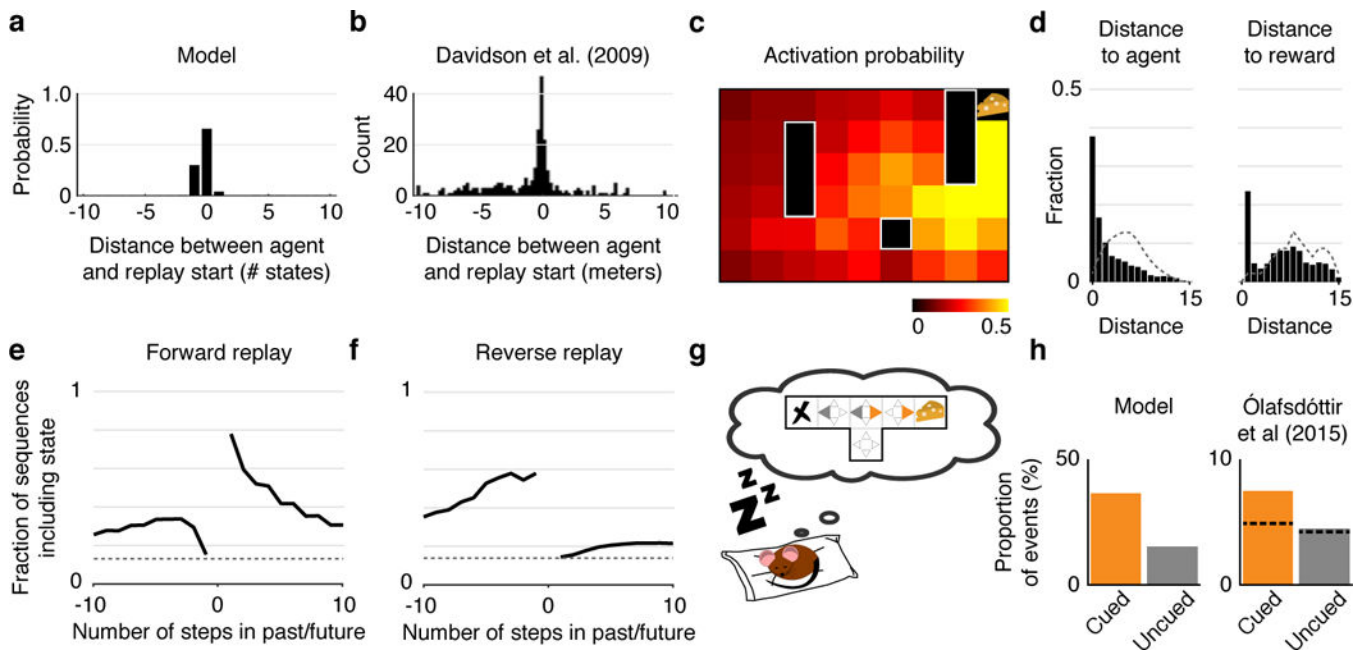 a
Model
Probability
1.0
0.5
0
-10 -5 0 5 10
Distance between agent
and replay start (# states)
b
Davidson et al. (2009)
Count
40
20
0
-10 -5 0 5 10
Distance between agent
and replay start (meters)
c
Activation probability
0 0.5
d
Distance
to agent
Distance
to reward
Fraction
0.5
0
0 15
0 15
Distance
Distance
e
Forward replay
Fraction of sequences
including state
1
0
-10 0 10
Number of steps in past/future
f
Reverse replay
1
0
-10 0 10
Number of steps in past/future
g
z
z
Z
Z
h
Model
Ólafsdóttir
et al (2015)
Proportion
of events (%)
50
0
10
0
Cued
Uncued
Cued
Uncued